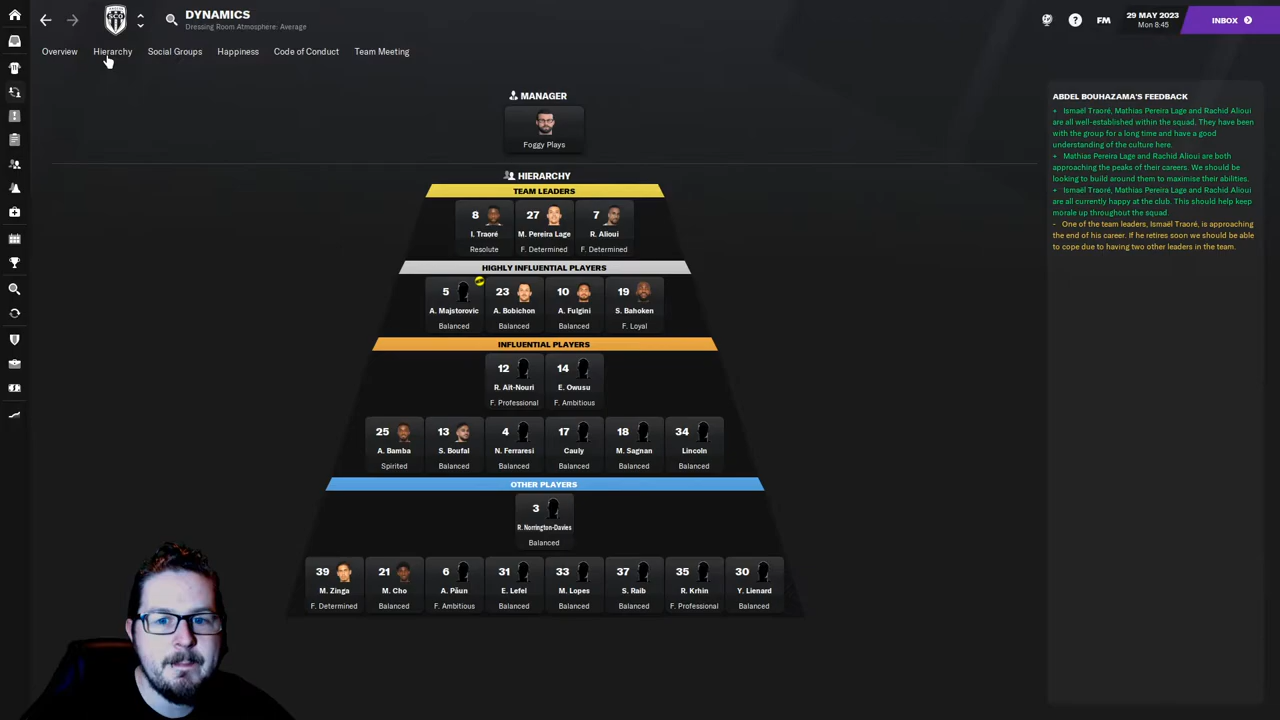 DYNAMICS
Dressing Room Atmosphere: Average
FM
29 MAY 2023
Mon 8:45
INBOX
Overview Hierarchy Social Groups Happiness Code of Conduct Team Meeting
MANAGER
Foggy Plays
HIERARCHY
TEAM LEADERS
8 27 7
I. Traoré M. Pereira Lage R. Alioui
Resolute F. Determined F. Determined
HIGHLY INFLUENTIAL PLAYERS
5 23 10 19
A. Majstorovic A. Bobichon A. Fulgini S. Bahoken
Balanced Balanced Balanced F. Loyal
INFLUENTIAL PLAYERS
12 14
R. Aït-Nouri E. Owusu
F. Professional F. Ambitious
25 13 4 17 18 34
A. Bamba S. Boufal N. Ferraresi Cauly M. Sagnan Lincoln
Spirited Balanced Balanced Balanced Balanced Balanced
OTHER PLAYERS
3
R. Norrington-Davies
Balanced
39 21 6 31 33 37 35 30
M. Zinga M. Cho A. Păun E. Lefel M. Lopes S. Raib R. Krhin Y. Lienard
F. Determined Balanced F. Ambitious Balanced Balanced Balanced F. Professional Balanced
ABDEL BOUHAZAMA'S FEEDBACK
+ Ismaël Traoré, Mathias Pereira Lage and Rachid Alioui
are all well-established within the squad. They have been
with the group for a long time and have a good
understanding of the culture here.
+ Mathias Pereira Lage and Rachid Alioui are both
approaching the peaks of their careers. We should be
looking to build around them to maximise their abilities.
+ Ismaël Traoré, Mathias Pereira Lage and Rachid Alioui
are all currently happy at the club. This should help keep
morale up throughout the squad.
- One of the team leaders, Ismaël Traoré, is approaching
the end of his career. If he retires soon we should be able
to cope due to having two other leaders in the team.